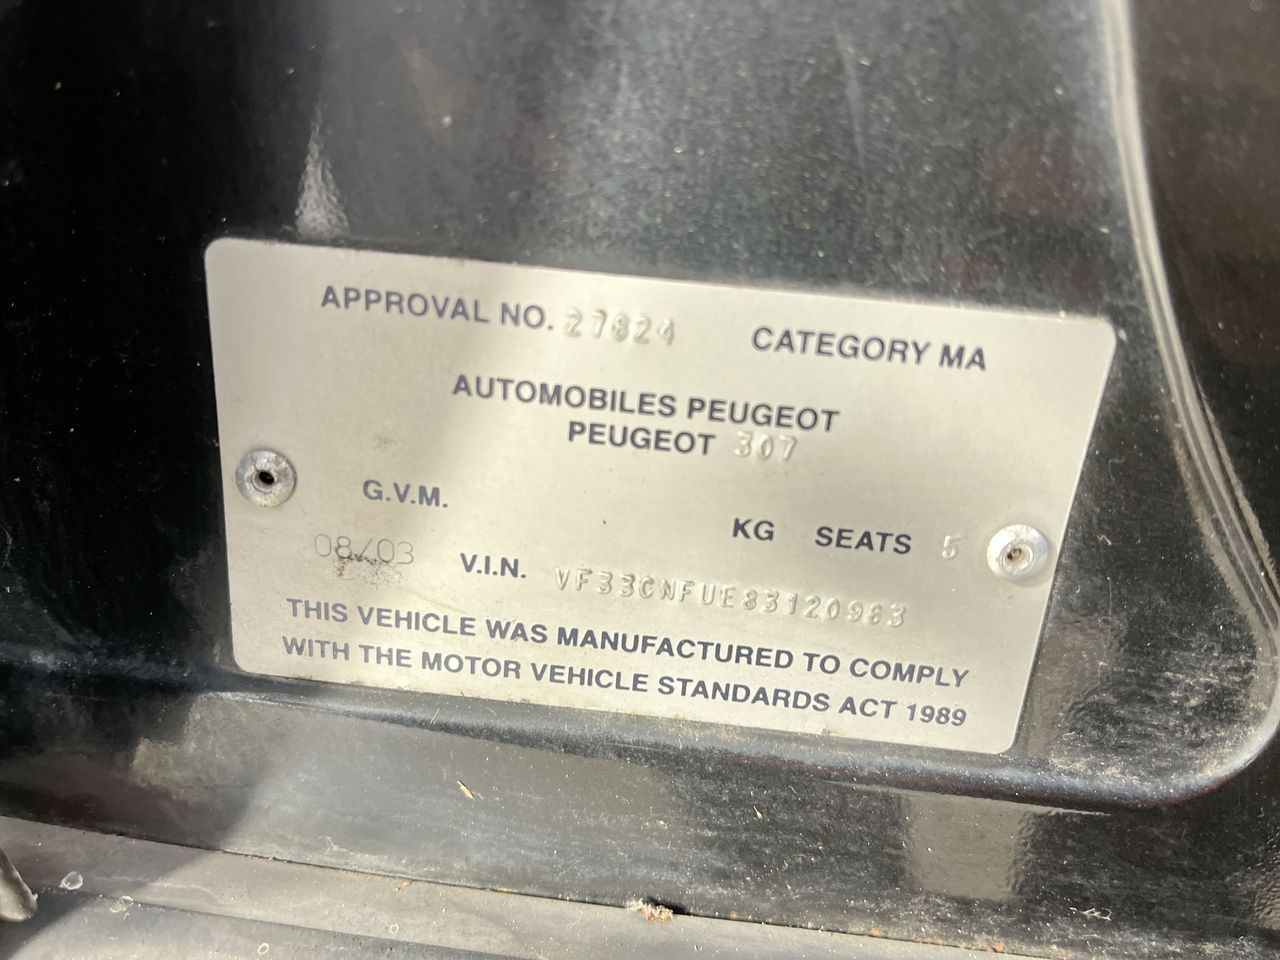 APPROVAL NO. 27824 CATEGORY MA
AUTOMOBILES PEUGEOT
PEUGEOT 307
G.V.M. KG SEATS 5
08/03 V.I.N. VF33CNFUE83120963
THIS VEHICLE WAS MANUFACTURED TO COMPLY
WITH THE MOTOR VEHICLE STANDARDS ACT 1989